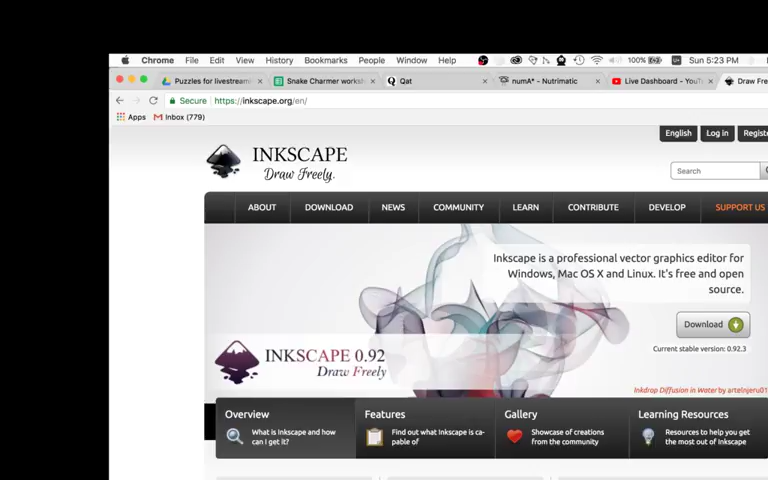 Chrome File Edit View History Bookmarks People Window Help 100% Sun 5:23 PM
Puzzles for livestream Snake Charmer works Qat numA* - Nutrimatic Live Dashboard - You Draw Fre
Secure https://inkscape.org/en/
Apps Inbox (779)
English Log in Regist
INKSCAPE
Draw Freely.
Search
ABOUT DOWNLOAD NEWS COMMUNITY LEARN CONTRIBUTE DEVELOP SUPPORT US
Inkscape is a professional vector graphics editor for
Windows, Mac OS X and Linux. It's free and open
source.
Download
Current stable version: 0.92.3
INKSCAPE 0.92
Draw Freely
Inkdrop Diffusion in Water by artelnjeru01
Overview Features Gallery Learning Resources
What is Inkscape and how can I get it?
Find out what Inkscape is ca-
pable of
Showcase of creations
from the community
Resources to help you get
the most out of Inkscape